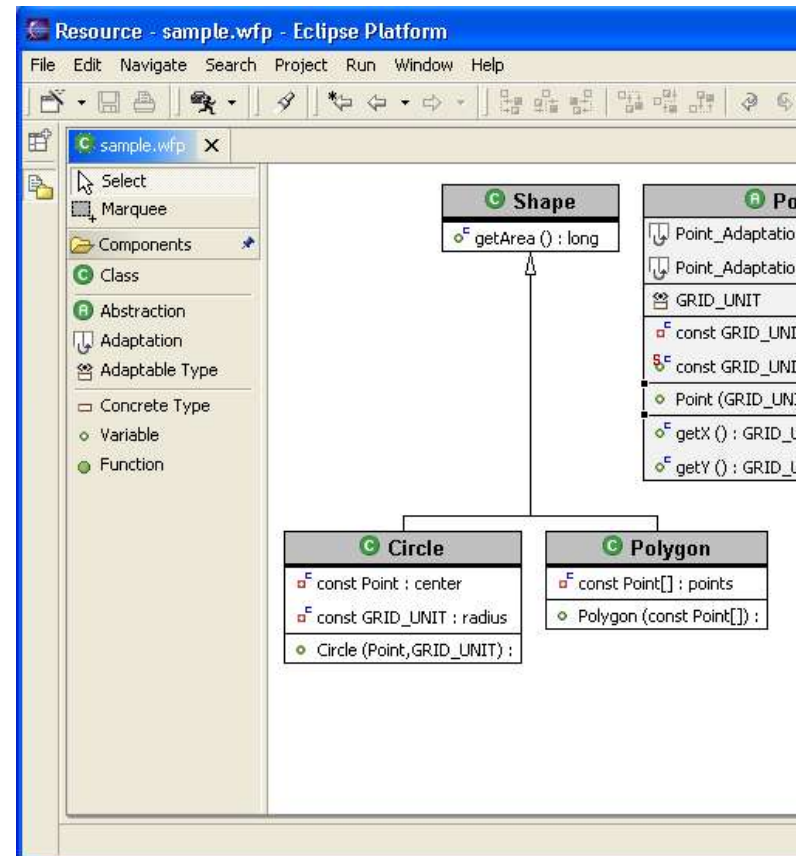 Resource - sample.wfp - Eclipse Platform
File Edit Navigate Search Project Run Window Help
sample.wfp
Select
Marquee
Components
Class
Abstraction
Adaptation
Adaptable Type
Concrete Type
Variable
Function
Shape
getArea () : long
Point_Adaptatio
Point_Adaptatio
GRID_UNIT
const GRID_UNI
const GRID_UNI
Point (GRID_UNI
getX () : GRID_U
getY () : GRID_U
Circle
const Point : center
const GRID_UNIT : radius
Circle (Point,GRID_UNIT) :
Polygon
const Point[] : points
Polygon (const Point[]) :